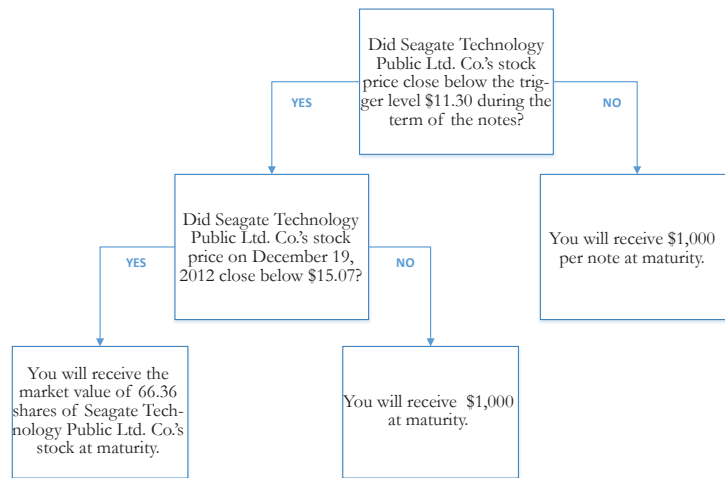 Did Seagate Technology
Public Ltd. Co.'s stock
price close below the trig-
ger level $11.30 during the
term of the notes?
YES
NO
Did Seagate Technology
Public Ltd. Co.'s stock
price on December 19,
2012 close below $15.07?
You will receive $1,000
per note at maturity.
YES
NO
You will receive the
market value of 66.36
shares of Seagate Tech-
nology Public Ltd. Co.'s
stock at maturity.
You will receive $1,000
at maturity.